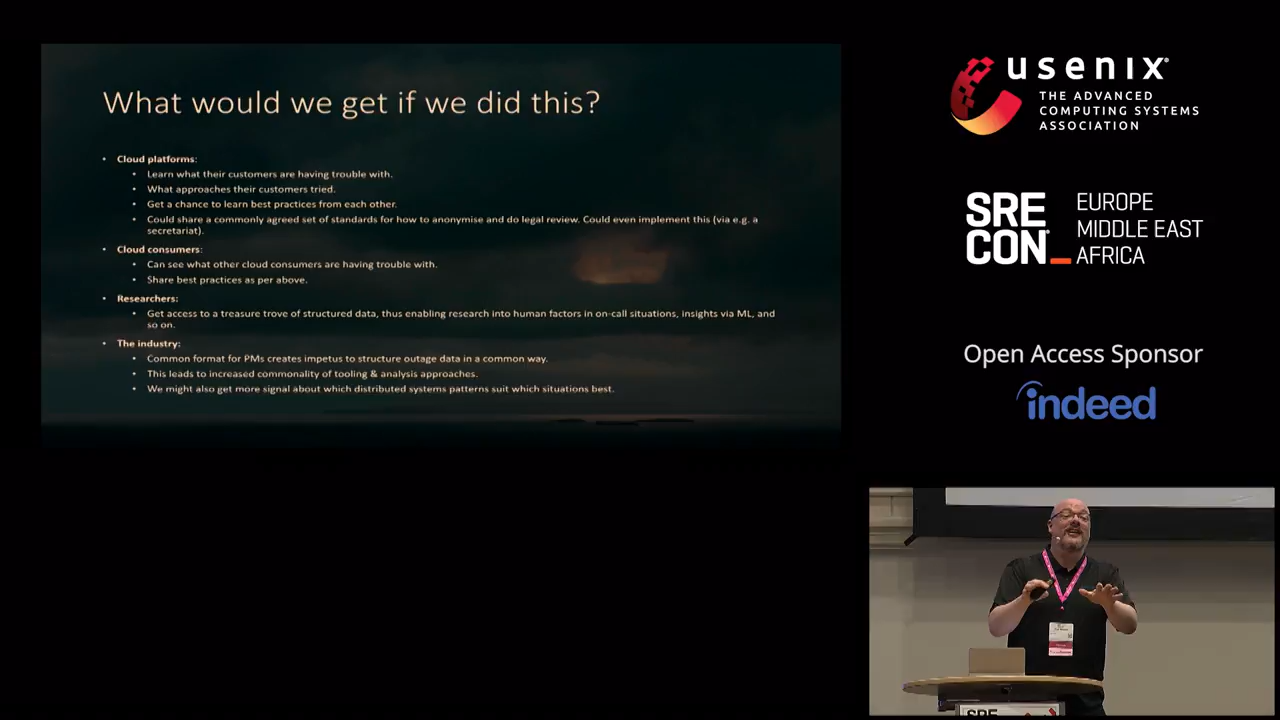 What would we get if we did this?
• Cloud platforms:
• Learn what their customers are having trouble with.
• What approaches their customers tried.
• Get a chance to learn best practices from each other.
• Could share a commonly agreed set of standards for how to anonymise and do legal review. Could even implement this (via e.g. a
secretariat).
• Cloud consumers:
• Can see what other cloud consumers are having trouble with.
• Share best practices as per above.
• Researchers:
• Get access to a treasure trove of structured data, thus enabling research into human factors in on-call situations, insights via ML, and
so on.
• The industry:
• Common format for PMs creates impetus to structure outage data in a common way.
• This leads to increased commonality of tooling & analysis approaches.
• We might also get more signal about which distributed systems patterns suit which situations best.
usenix®
THE ADVANCED
COMPUTING SYSTEMS
ASSOCIATION
SRE
CON
EUROPE
MIDDLE EAST
AFRICA
Open Access Sponsor
indeed
SRE